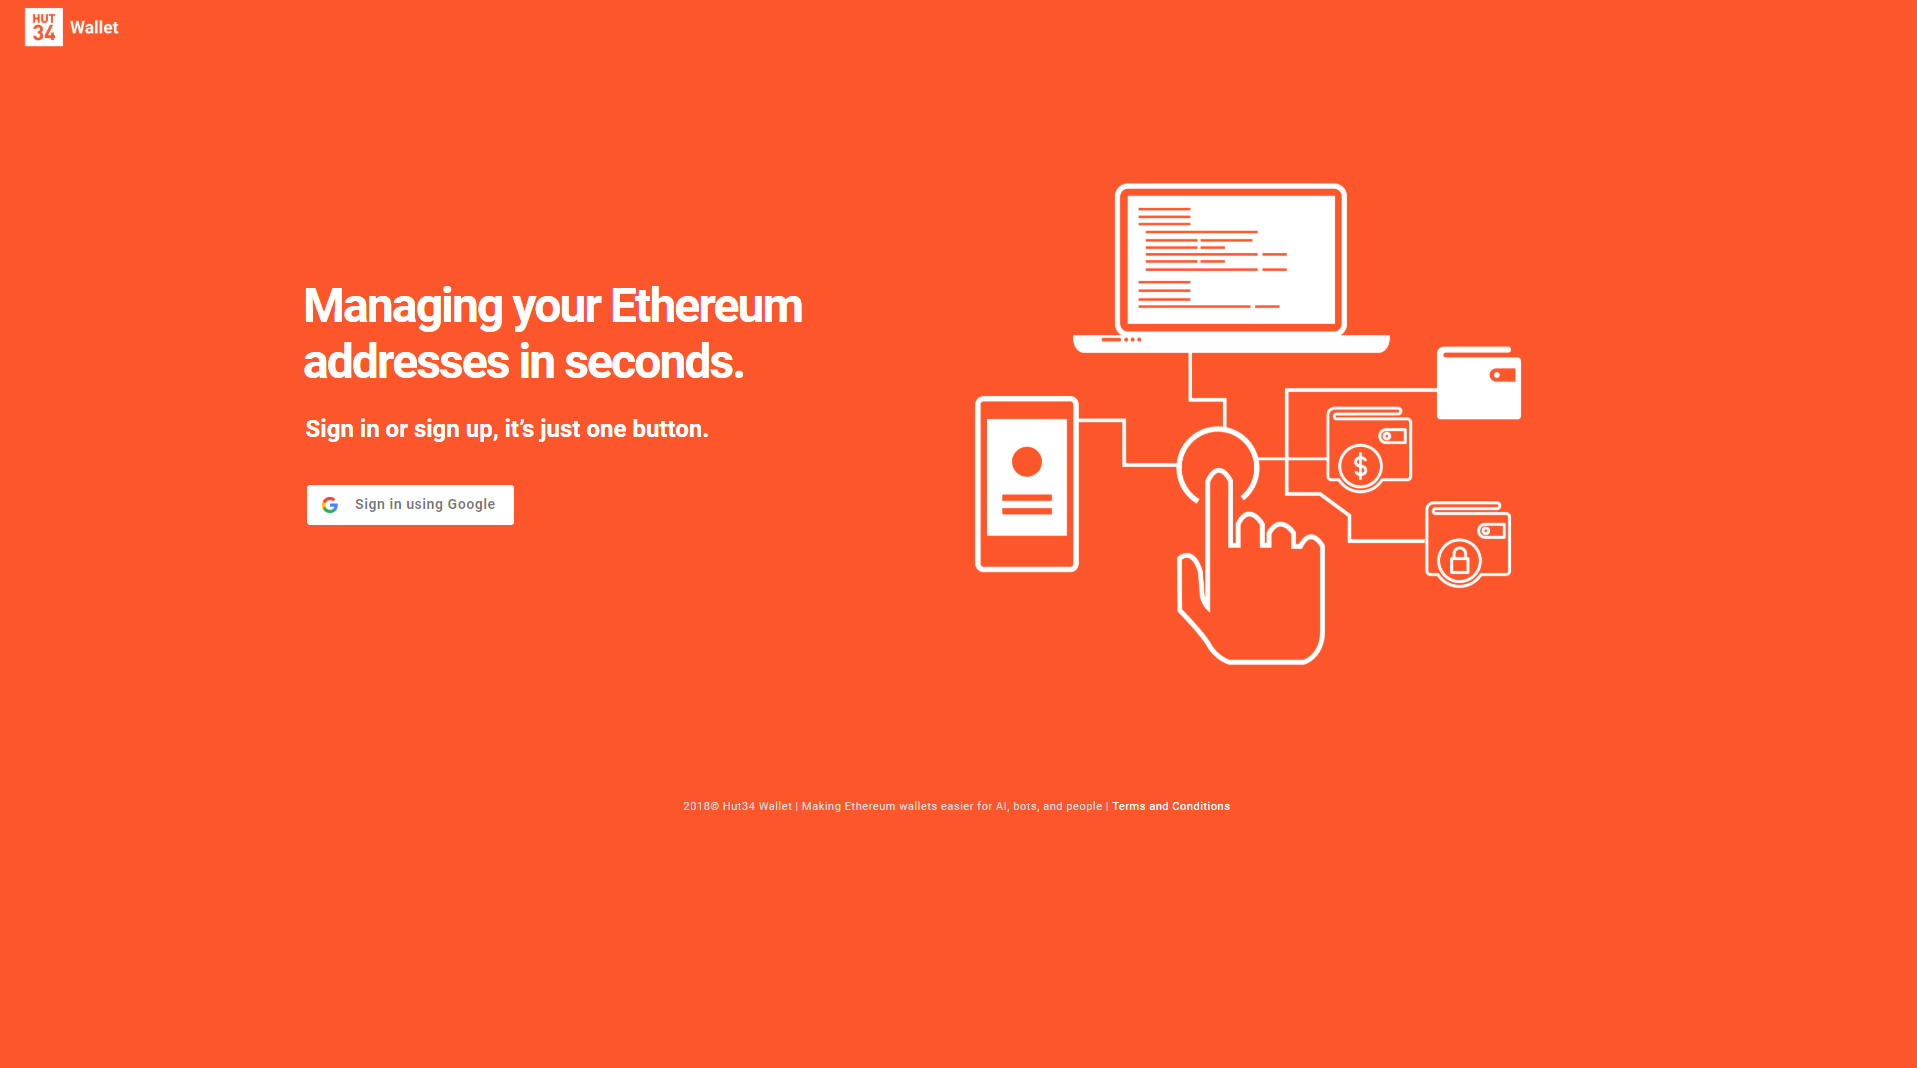 HUT
34
Wallet
Managing your Ethereum
addresses in seconds.
Sign in or sign up, it’s just one button.
Sign in using Google
$
2018© Hut34 Wallet | Making Ethereum wallets easier for AI, bots, and people | Terms and Conditions